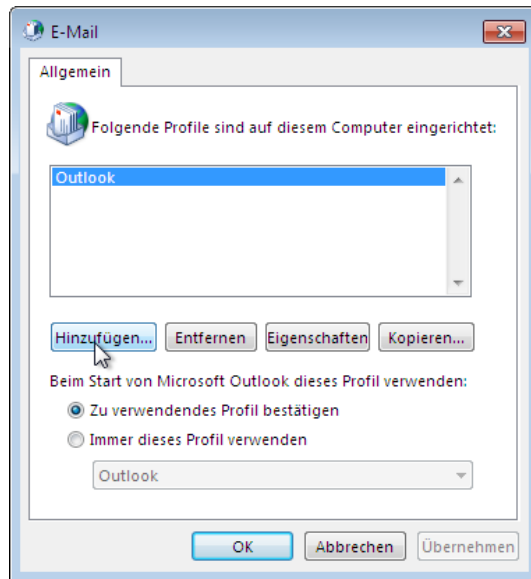 E-Mail
Allgemein
Folgende Profile sind auf diesem Computer eingerichtet:
Outlook
Hinzufügen... Entfernen Eigenschaften Kopieren...
Beim Start von Microsoft Outlook dieses Profil verwenden:
Zu verwendendes Profil bestätigen
Immer dieses Profil verwenden
Outlook
OK Abbrechen Übernehmen